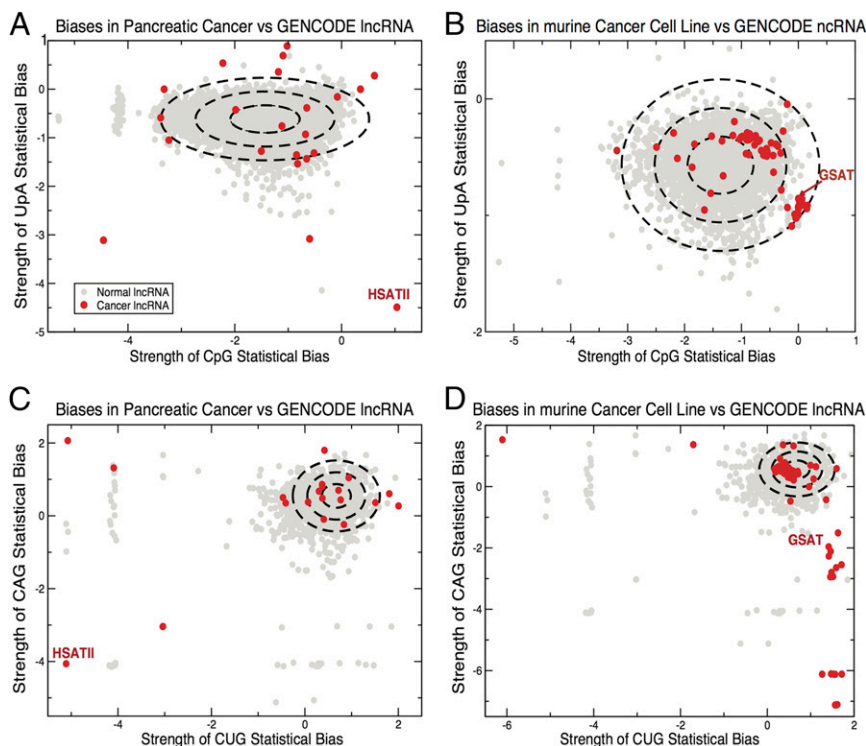 A
Biases in Pancreatic Cancer vs GENCODE lncRNA
Strength of UpA Statistical Bias
1
0
-1
-2
-3
-4
-5
Normal lncRNA
Cancer lncRNA
HSATII
-4
-2
0
Strength of CpG Statistical Bias
B
Biases in murine Cancer Cell Line vs GENCODE ncRNA
Strength of UpA Statistical Bias
0
-2
GSAT
-5
-4
-3
-2
-1
0
1
Strength of CpG Statistical Bias
C
Biases in Pancreatic Cancer vs GENCODE lncRNA
Strength of CAG Statistical Bias
2
0
-2
-4
HSATII
-4
-2
0
2
Strength of CUG Statistical Bias
D
Biases in murine Cancer Cell Line vs GENCODE lncRNA
Strength of CAG Statistical Bias
2
1
0
-1
-2
-3
-4
-5
-6
-7
GSAT
-6
-4
-2
0
2
Strength of CUG Statistical Bias